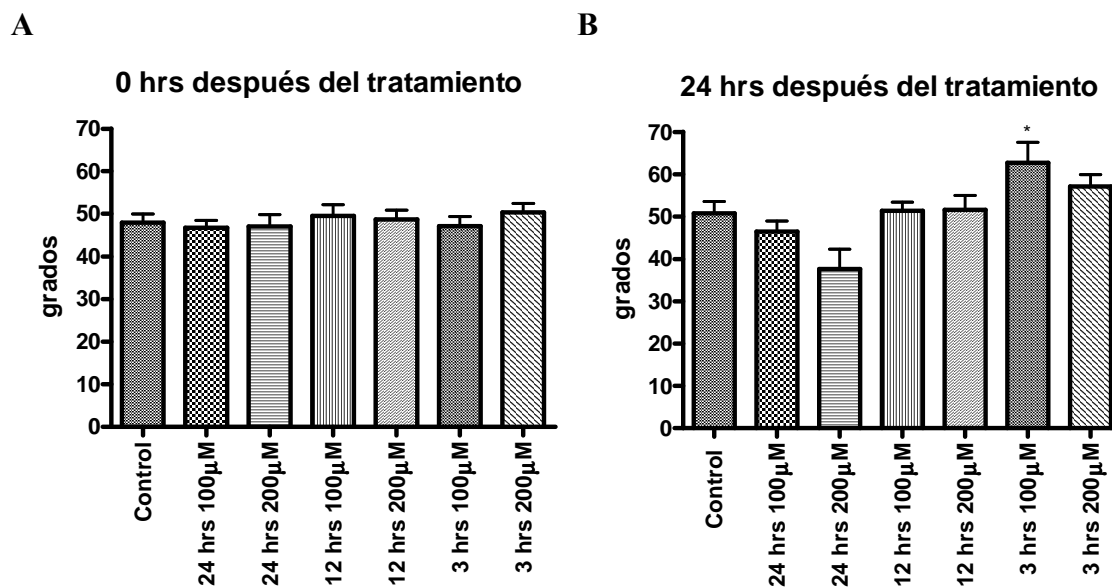 A
0 hrs después del tratamiento
grados
70
60
50
40
30
20
10
0
Control
24 hrs 100µM
24 hrs 200µM
12 hrs 100µM
12 hrs 200µM
3 hrs 100µM
3 hrs 200µM
B
24 hrs después del tratamiento
grados
70
60
50
40
30
20
10
0
*
Control
24 hrs 100µM
24 hrs 200µM
12 hrs 100µM
12 hrs 200µM
3 hrs 100µM
3 hrs 200µM